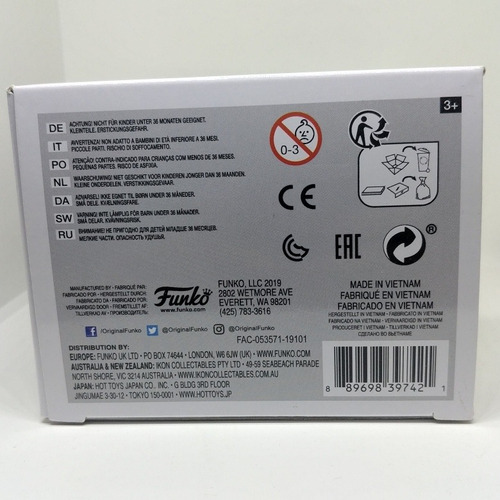 3+
DE ACHTUNG! NICHT FÜR KINDER UNTER 36 MONATEN GEEIGNET.
KLEINTEILE. ERSTICKUNGSGEFAHR.
IT AVVERTENZA! NON ADATTO A BAMBINI DI ETÀ INFERIORE A 36 MESI.
PICCOLE PARTI. RISCHIO DI SOFFOCAMENTO.
PO ATENÇÃO! CONTRA-INDICADO PARA CRIANÇAS COM MENOS DE 36 MESES.
PEQUENAS PARTES. RISCO DE ASFIXIA.
NL WAARSCHUWING! NIET GESCHIKT VOOR KINDEREN JONGER DAN 36 MAANDEN.
KLEINE ONDERDELEN. VERSTIKKINGSGEVAAR.
DA ADVARSEL! IKKE EGNET TIL BØRN UNDER 36 MÅNEDER.
SMÅ DELE. KVÆLNINGSFARE.
SW VARNING! INTE LÄMPLIG FÖR BARN UNDER 36 MÅNADER.
SMÅ DELAR. KVÄVNINGSRISK.
RU ВНИМАНИЕ! НЕ ПРИГОДНО ДЛЯ ДЕТЕЙ МЛАДШЕ 36 МЕСЯЦЕВ.
МЕЛКИЕ ЧАСТИ. ОПАСНОСТЬ УДУШЬЯ.
0-3
CE
EAC
®
MANUFACTURED BY · FABRIQUÉ PAR
FABRICADO POR · HERGESTELLT DURCH
FABBRICATO DA · FABRICADO POR
VERVAARDIGD DOOR · FREMSTILLET AF
TILLVERKAD AV · ПРОИЗВОДИТЕЛЬ
Funko
www.funko.com
FUNKO, LLC 2019
2802 WETMORE AVE
EVERETT, WA 98201
(425) 783-3616
MADE IN VIETNAM
FABRIQUÉ EN VIETNAM
FABRICADO EN VIETNAM
HERGESTELLT IN VIETNAM · FABBRICATO IN VIETNAM
FABRICADO NA VIETNAM · VERVAARDIGD IN VIETNAM
PRODUCERET I VIETNAM · TILLVERKAD I VIETNAM
СДЕЛАНО ВО ВЬЕТНАМЕ
/OriginalFunko @OriginalFunko @OriginalFunko
FAC-053571-19101
DISTRIBUTION BY:
EUROPE: FUNKO UK LTD · PO BOX 74644 · LONDON, W6 6JW (UK) · WWW.FUNKO.COM
AUSTRALIA & NEW ZEALAND: IKON COLLECTABLES PTY LTD · 49-59 SEABEACH PARADE
NORTH SHORE, VIC 3214 AUSTRALIA · WWW.IKONCOLLECTABLES.COM.AU
JAPAN: HOT TOYS JAPAN CO. INC. · G BLDG 3RD FLOOR
JINGUMAE 3-30-12 · TOKYO 150-0001 · WWW.HOTTOYS.JP
8 89698 39742 1